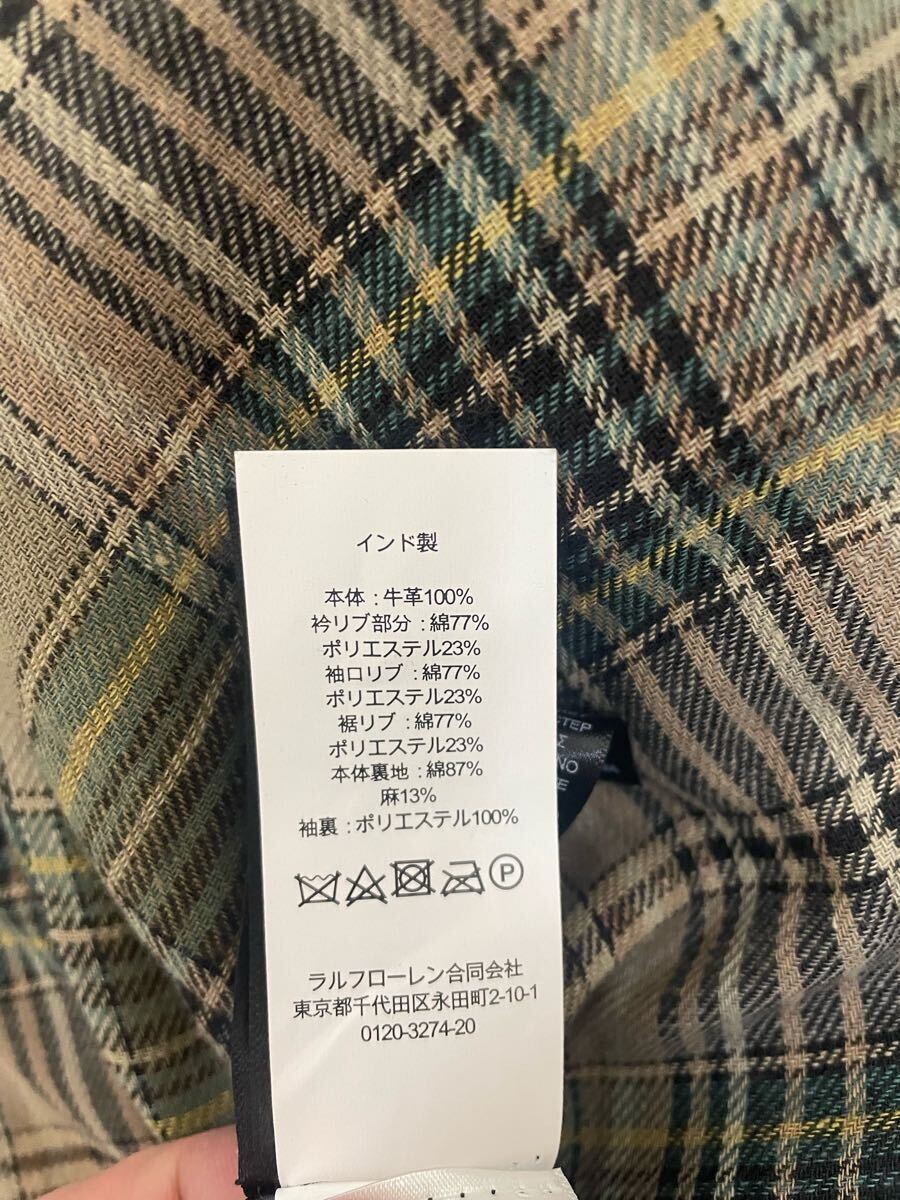 インド製
本体 : 牛革100%
衿リブ部分 : 綿77%
ポリエステル23%
袖口リブ : 綿77%
ポリエステル23%
裾リブ : 綿77%
ポリエステル23%
本体裏地 : 綿87%
麻13%
袖裏 : ポリエステル100%
P
ラルフローレン合同会社
東京都千代田区永田町2-10-1
0120-3274-20
TEP
NO